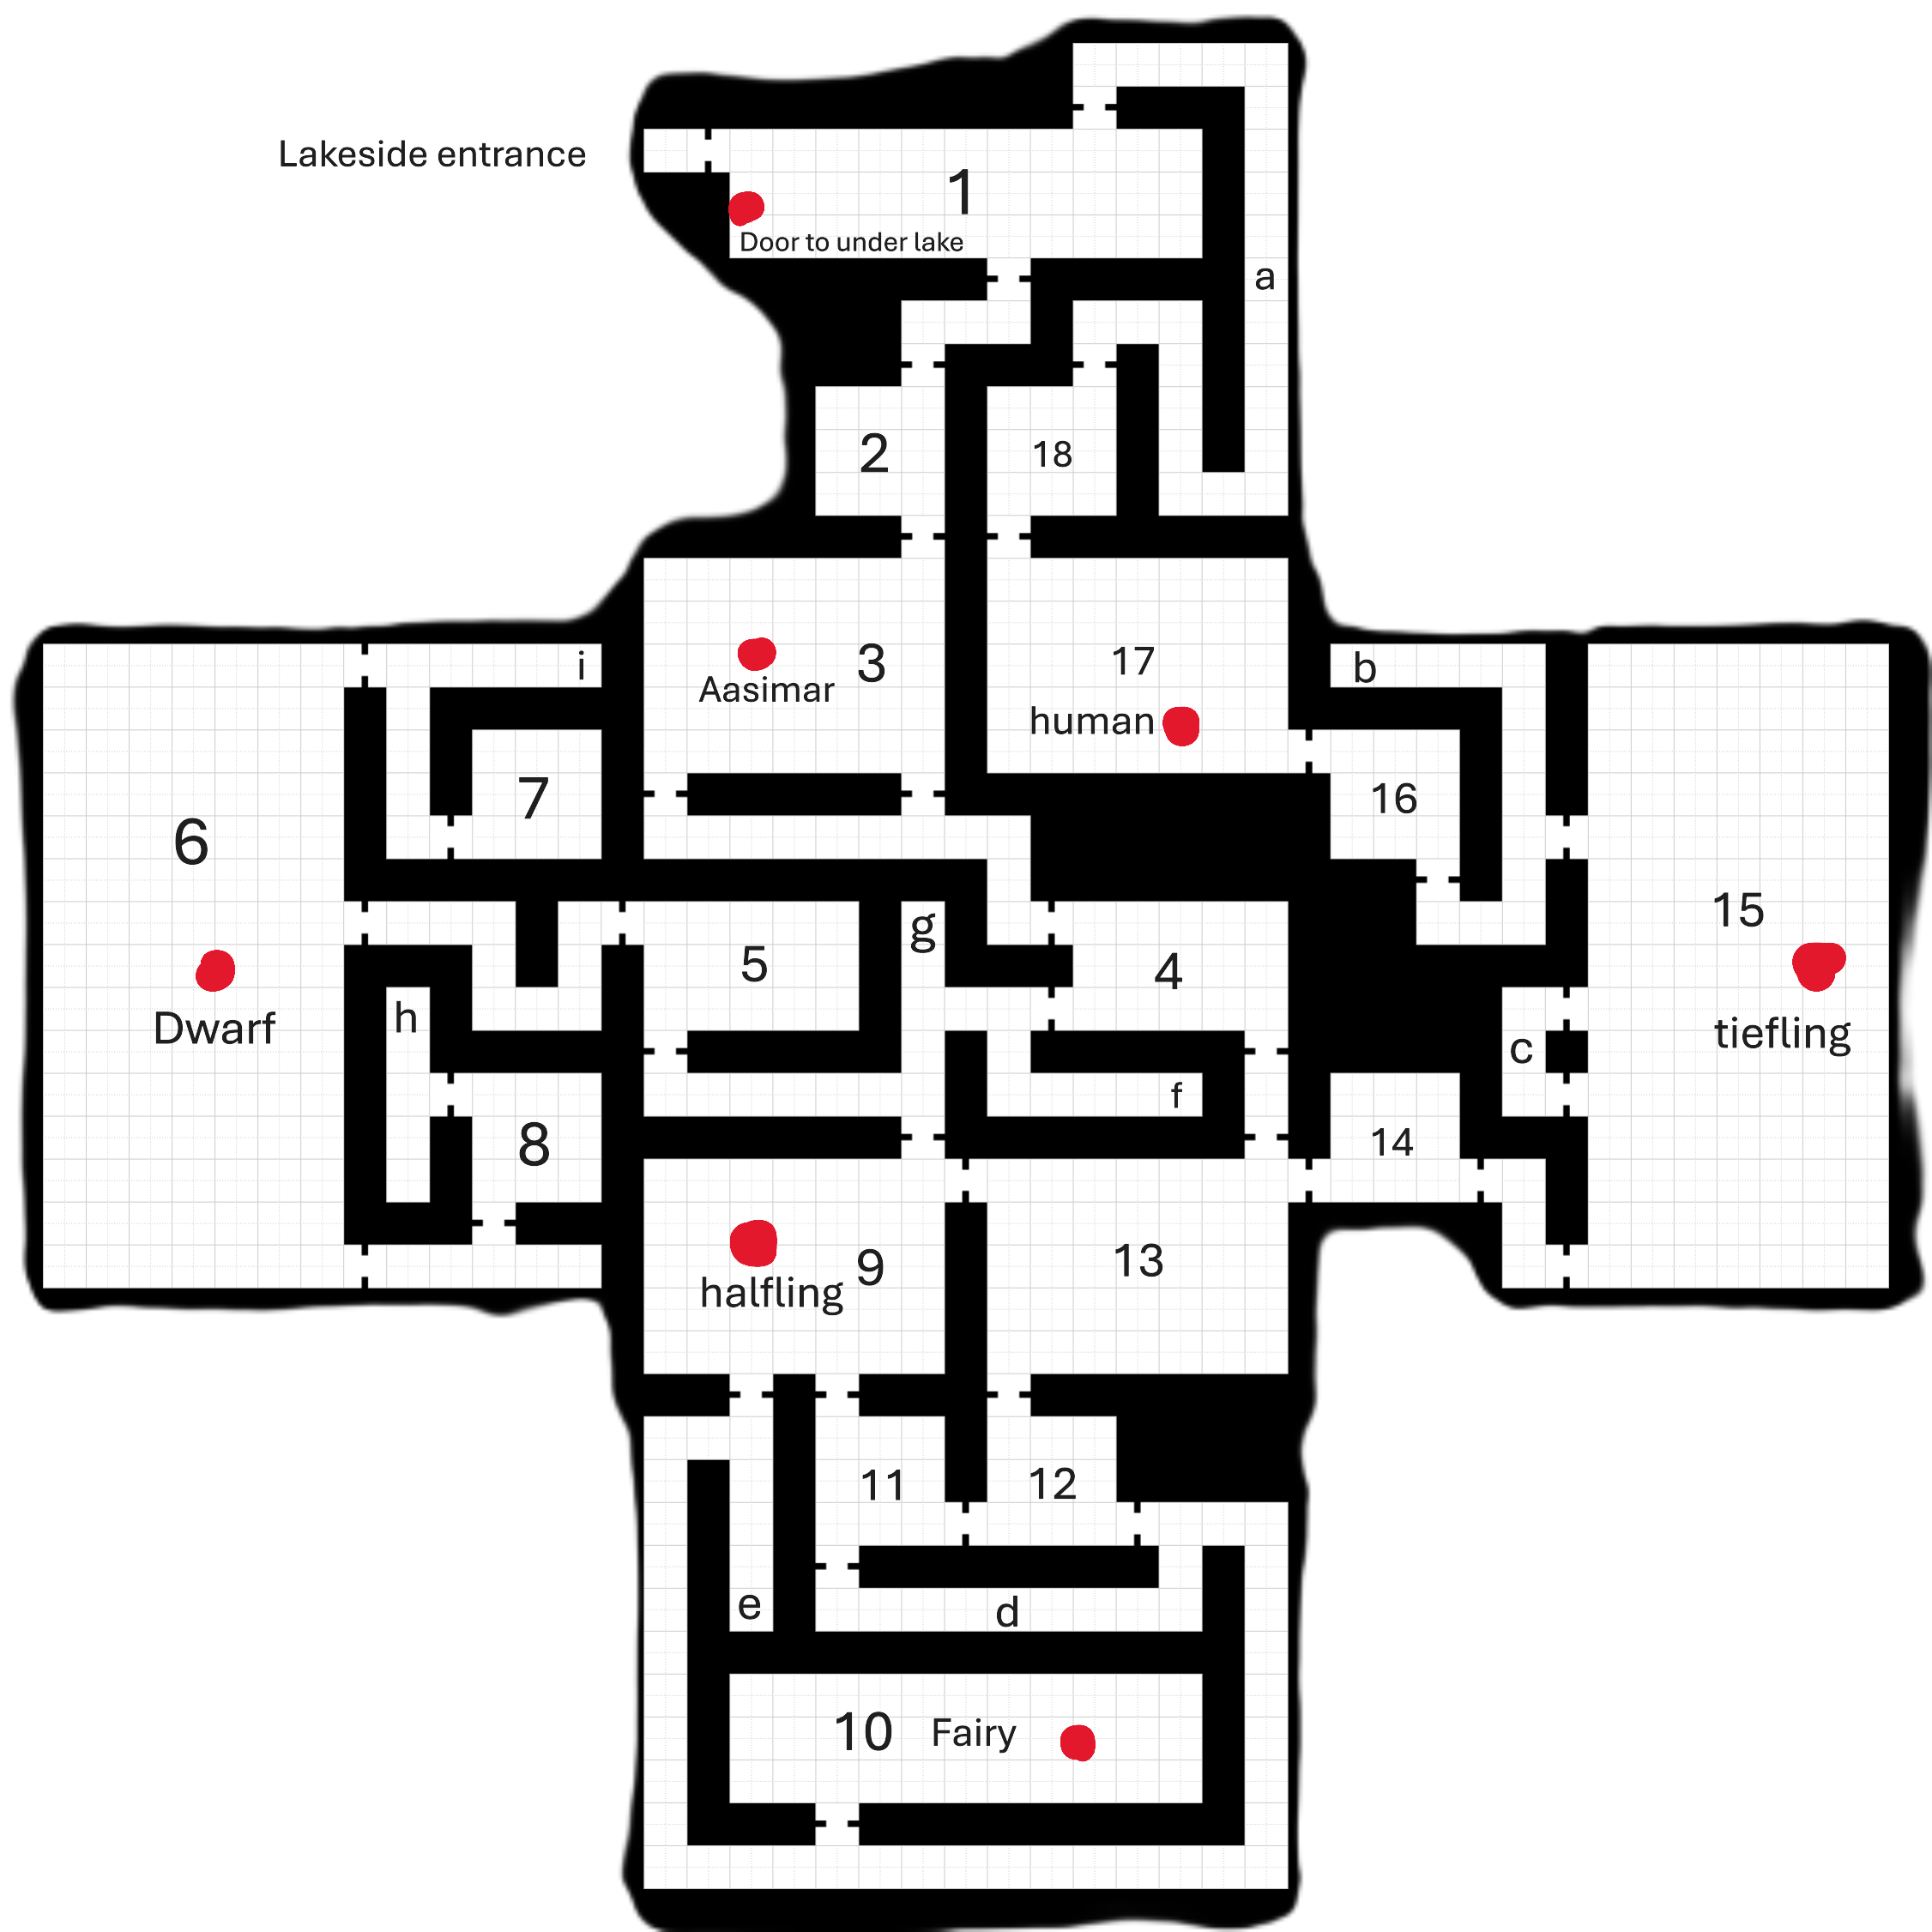 Lakeside entrance
1
Door to under lake
a
2
18
i
3
17
b
Aasimar
human
7
16
6
15
g
5
4
Dwarf
h
tiefling
c
f
8
14
9
13
halfling
11
12
e
d
10 Fairy